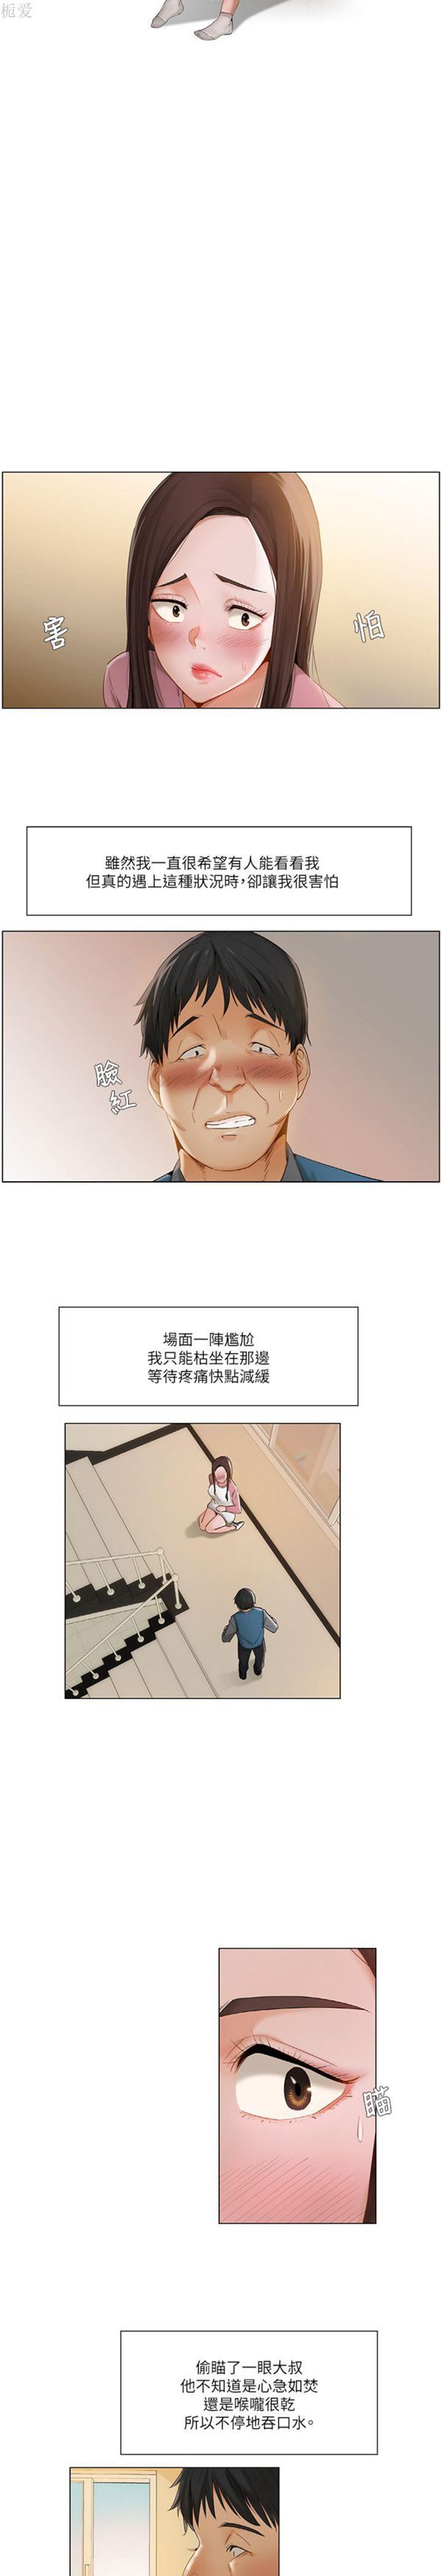 栀爱
害
怕
雖然我一直很希望有人能看看我
但真的遇上這種狀況時,卻讓我很害怕
臉
紅
場面一陣尷尬
我只能枯坐在那邊
等待疼痛快點減緩
瞄
偷瞄了一眼大叔
他不知道是心急如焚
還是喉嚨很乾
所以不停地吞口水。